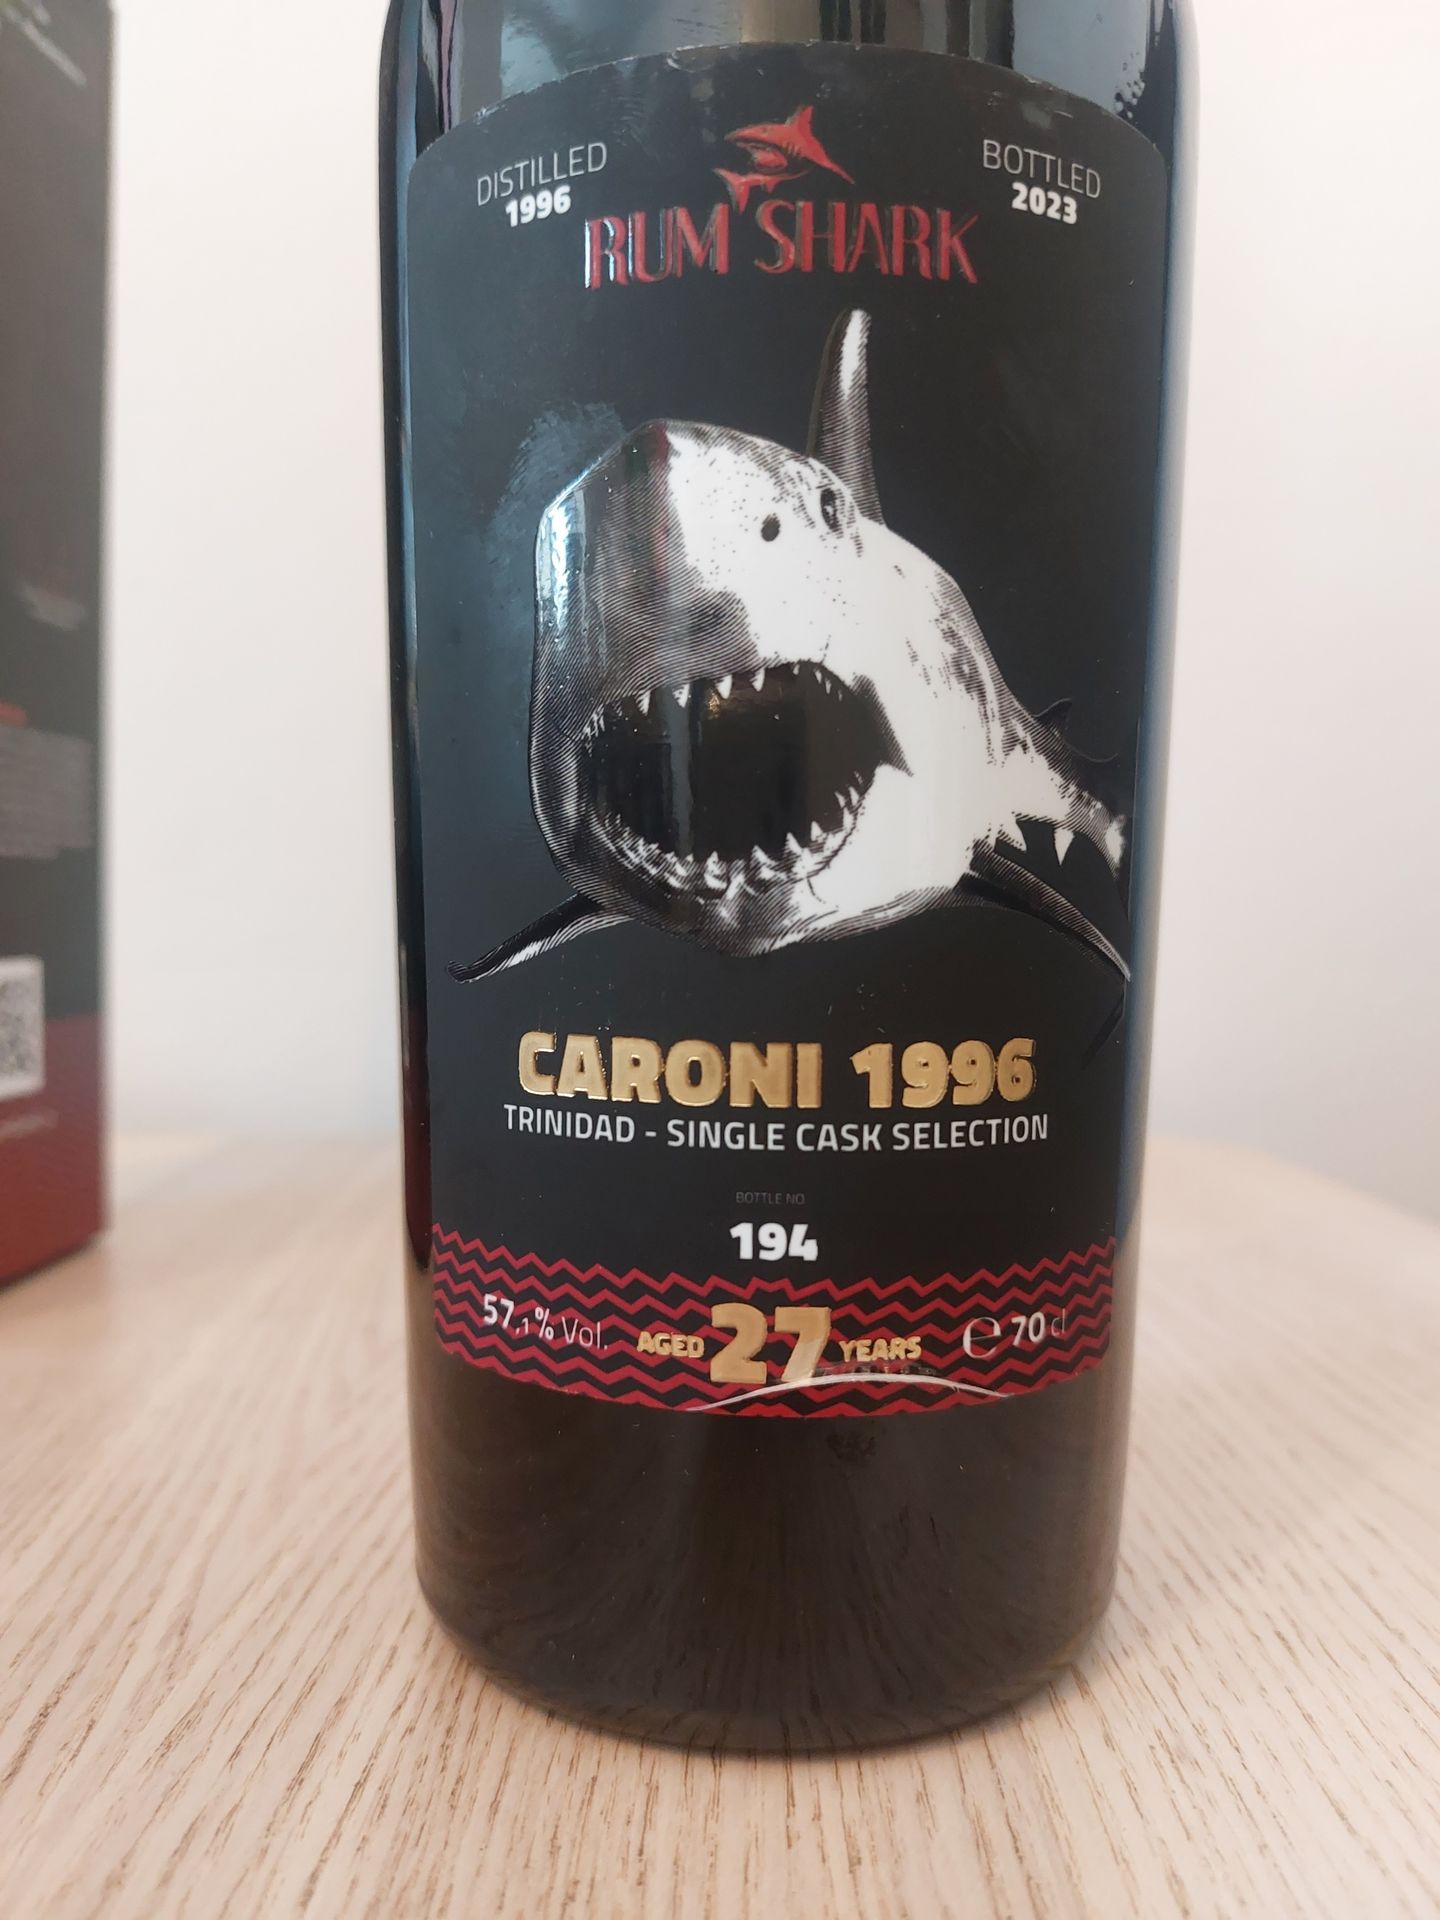 DISTILLED
1996
RUM SHARK
BOTTLED
2023
CARONI 1996
TRINIDAD - SINGLE CASK SELECTION
BOTTLE NO.
194
57,1% Vol.
AGED 27 YEARS
℮ 70 cl